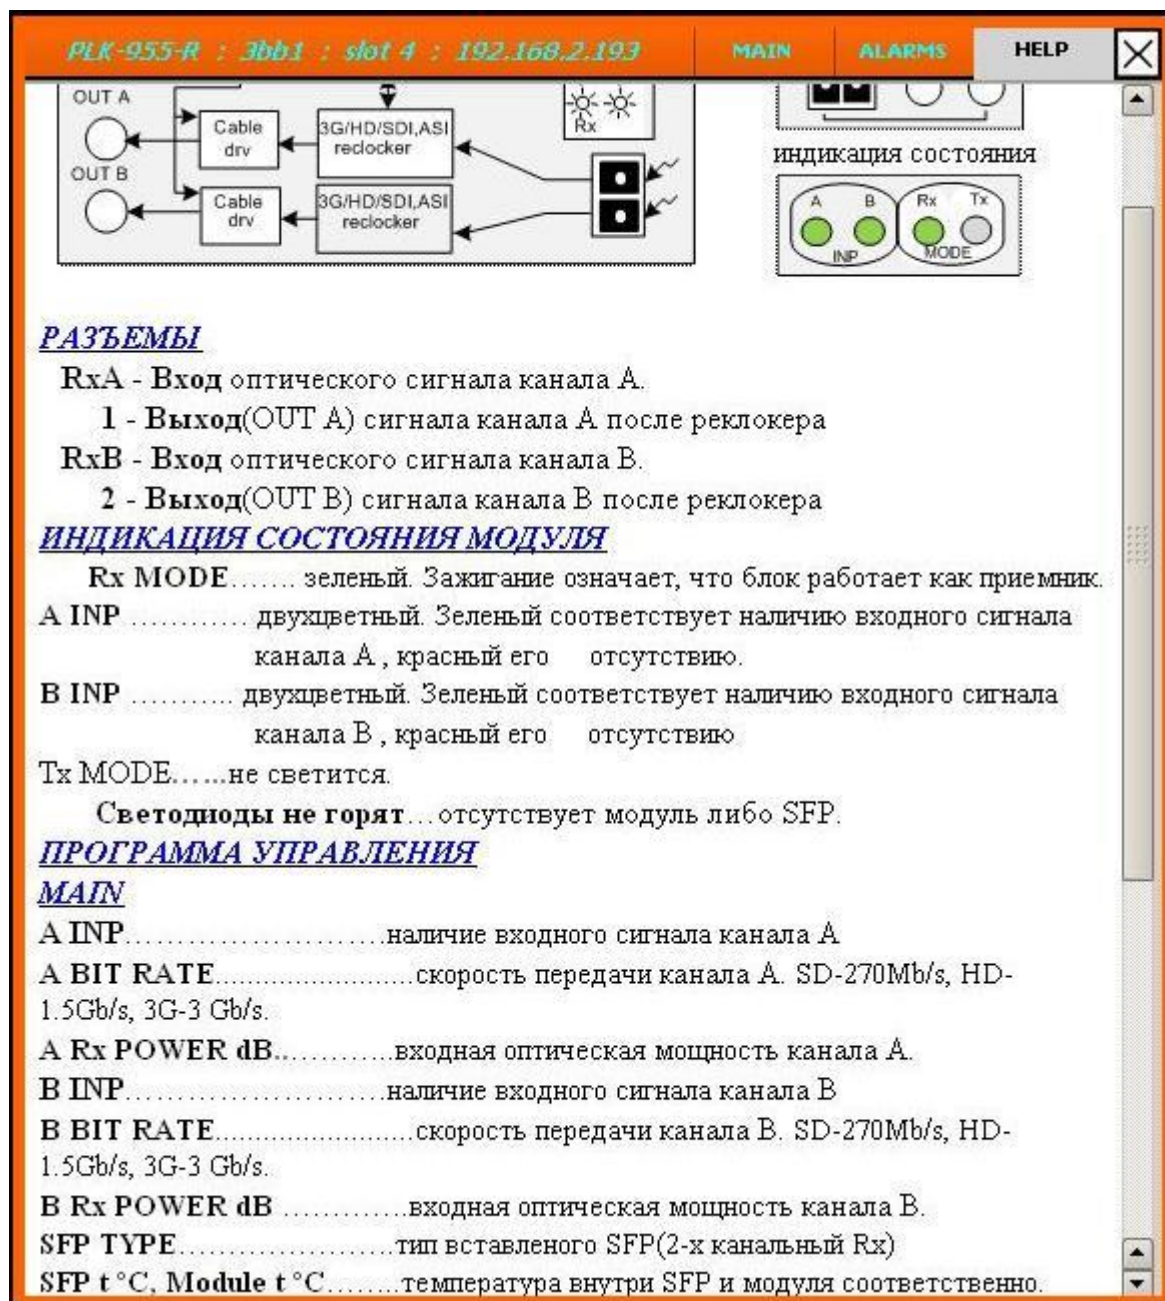 PLK-955-R : 3bb1 : slot 4 : 192.168.2.193 MAIN ALARMS HELP
OUT A
Cable
drv
3G/HD/SDI,ASI
reclocker
Rx
OUT B
Cable
drv
3G/HD/SDI,ASI
reclocker
индикация состояния
A B Rx Tx
INP MODE
РАЗЪЕМЫ
RxA - Вход оптического сигнала канала A.
1 - Выход(OUT A) сигнала канала A после реклокера
RxB - Вход оптического сигнала канала B.
2 - Выход(OUT B) сигнала канала B после реклокера
ИНДИКАЦИЯ СОСТОЯНИЯ МОДУЛЯ
Rx MODE....... зеленый. Зажигание означает, что блок работает как приемник.
A INP ............ двухцветный. Зеленый соответствует наличию входного сигнала
канала A , красный его отсутствию.
B INP ........... двухцветный. Зеленый соответствует наличию входного сигнала
канала B , красный его отсутствию
Tx MODE......не светится.
Светодиоды не горят...отсутствует модуль либо SFP.
ПРОГРАММА УПРАВЛЕНИЯ
MAIN
A INP..........................наличие входного сигнала канала A
A BIT RATE...........................скорость передачи канала A. SD-270Mb/s, HD-
1.5Gb/s, 3G-3 Gb/s.
A Rx POWER dB..............входная оптическая мощность канала A.
B INP..........................наличие входного сигнала канала B
B BIT RATE...........................скорость передачи канала B. SD-270Mb/s, HD-
1.5Gb/s, 3G-3 Gb/s.
B Rx POWER dB ..............входная оптическая мощность канала B.
SFP TYPE........................тип вставленого SFP(2-х канальный Rx)
SFP t °C, Module t °C........температура внутри SFP и модуля соответственно.